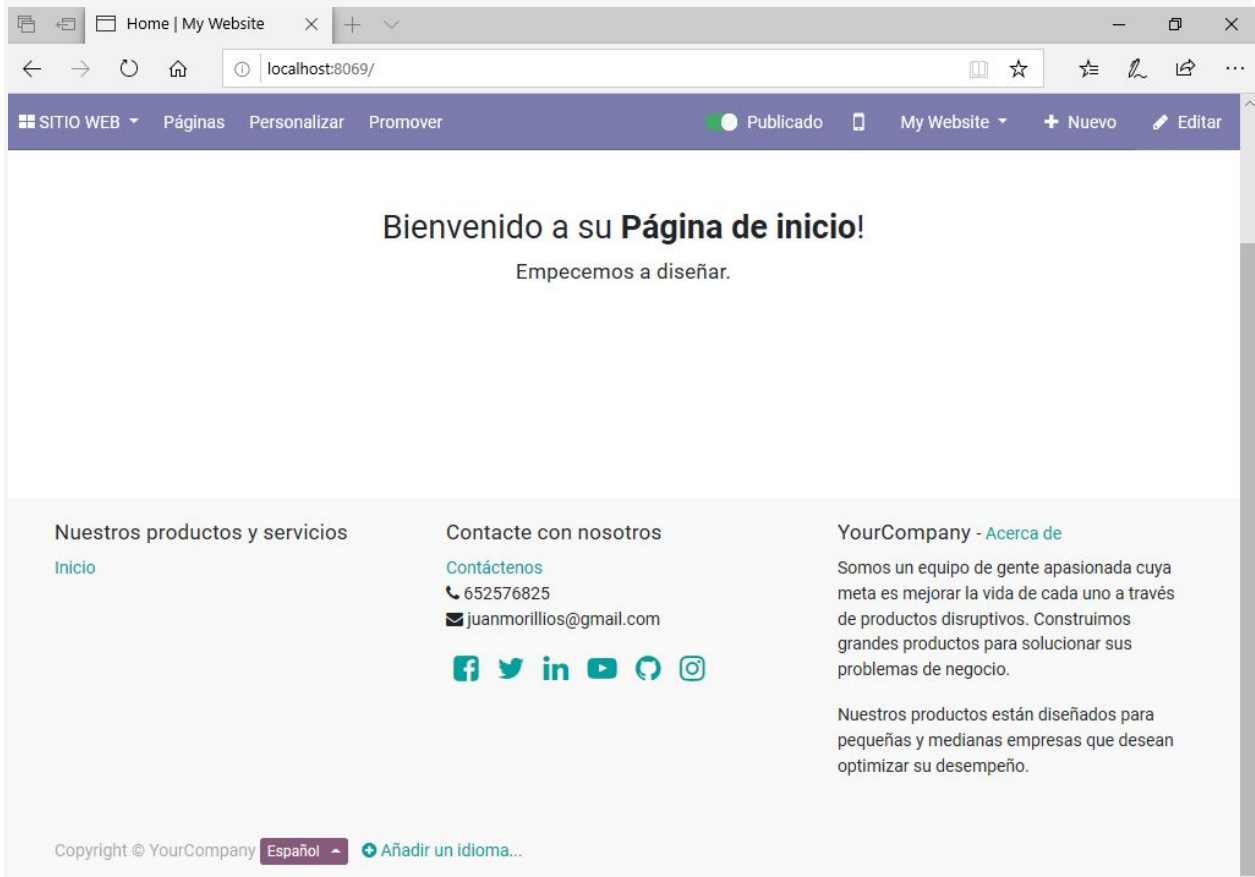 Home | My Website
localhost:8069/
SITIO WEB Páginas Personalizar Promover Publicado My Website + Nuevo Editar
Bienvenido a su Página de inicio!
Empecemos a diseñar.
Nuestros productos y servicios
Inicio
Contacte con nosotros
Contáctenos
652576825
juanmorillios@gmail.com
YourCompany - Acerca de
Somos un equipo de gente apasionada cuya
meta es mejorar la vida de cada uno a través
de productos disruptivos. Construimos
grandes productos para solucionar sus
problemas de negocio.
Nuestros productos están diseñados para
pequeñas y medianas empresas que desean
optimizar su desempeño.
Copyright © YourCompany Español Añadir un idioma...